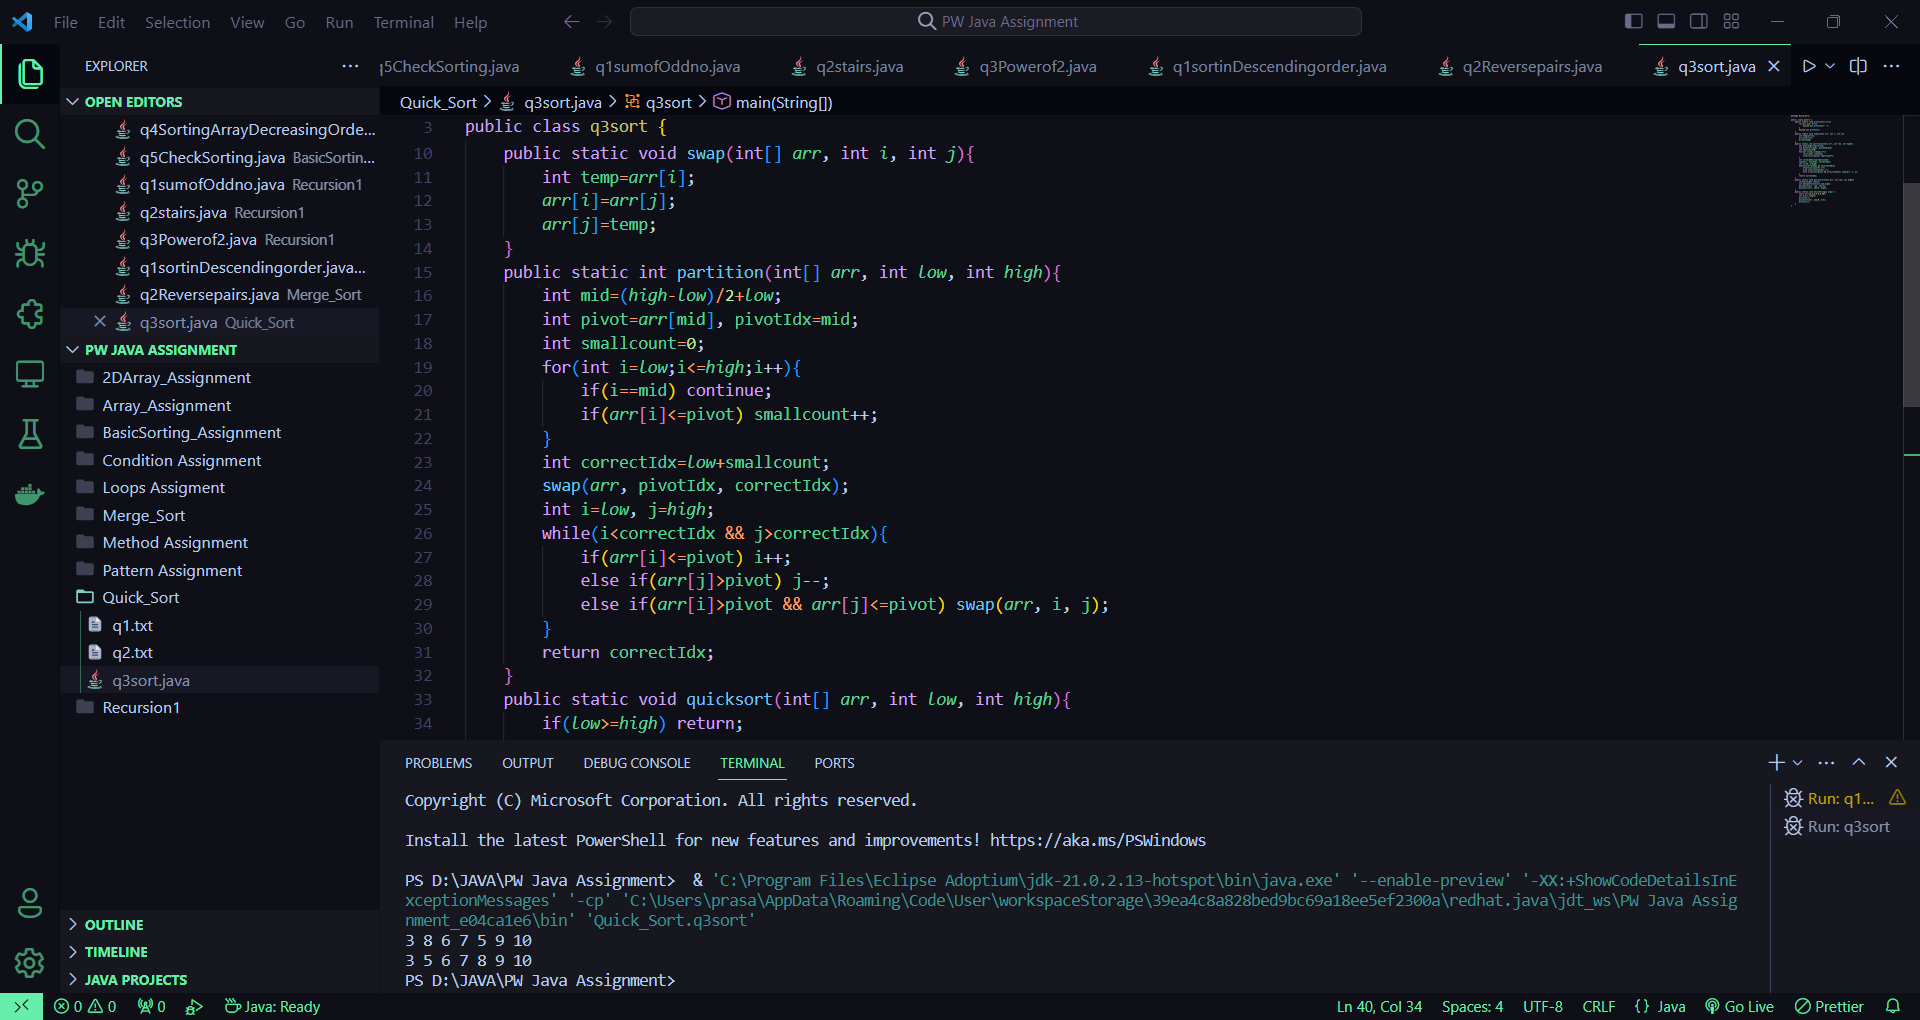 File Edit Selection View Go Run Terminal Help
PW Java Assignment
EXPLORER
OPEN EDITORS
q4SortingArrayDecreasingOrde...
q5CheckSorting.java BasicSortin...
q1sumofOddno.java Recursion1
q2stairs.java Recursion1
q3Powerof2.java Recursion1
q1sortinDescendingorder.java...
q2Reversepairs.java Merge_Sort
q3sort.java Quick_Sort
PW JAVA ASSIGNMENT
2DArray_Assignment
Array_Assignment
BasicSorting_Assignment
Condition Assignment
Loops Assigment
Merge_Sort
Method Assignment
Pattern Assignment
Quick_Sort
q1.txt
q2.txt
q3sort.java
Recursion1
OUTLINE
TIMELINE
JAVA PROJECTS
q5CheckSorting.java q1sumofOddno.java q2stairs.java q3Powerof2.java q1sortinDescendingorder.java q2Reversepairs.java q3sort.java
Quick_Sort > q3sort.java > q3sort > main(String[])
3 public class q3sort {
10 public static void swap(int[] arr, int i, int j){
11 int temp=arr[i];
12 arr[i]=arr[j];
13 arr[j]=temp;
14 }
15 public static int partition(int[] arr, int low, int high){
16 int mid=(high-low)/2+low;
17 int pivot=arr[mid], pivotIdx=mid;
18 int smallcount=0;
19 for(int i=low;i<=high;i++){
20 if(i==mid) continue;
21 if(arr[i]<=pivot) smallcount++;
22 }
23 int correctIdx=low+smallcount;
24 swap(arr, pivotIdx, correctIdx);
25 int i=low, j=high;
26 while(i<correctIdx && j>correctIdx){
27 if(arr[i]<=pivot) i++;
28 else if(arr[j]>pivot) j--;
29 else if(arr[i]>pivot && arr[j]<=pivot) swap(arr, i, j);
30 }
31 return correctIdx;
32 }
33 public static void quicksort(int[] arr, int low, int high){
34 if(low>=high) return;
PROBLEMS OUTPUT DEBUG CONSOLE TERMINAL PORTS
Copyright (C) Microsoft Corporation. All rights reserved.
Install the latest PowerShell for new features and improvements! https://aka.ms/PSWindows
PS D:\JAVA\PW Java Assignment> & 'C:\Program Files\Eclipse Adoptium\jdk-21.0.2.13-hotspot\bin\java.exe' '--enable-preview' '-XX:+ShowCodeDetailsInE
xceptionMessages' '-cp' 'C:\Users\prasa\AppData\Roaming\Code\User\workspaceStorage\39ea4c8a828bed9bc69a18ee5ef2300a\redhat.java\jdt_ws\PW Java Assig
nment_e04ca1e6\bin' 'Quick_Sort.q3sort'
3 8 6 7 5 9 10
3 5 6 7 8 9 10
PS D:\JAVA\PW Java Assignment>
Run: q1...
Run: q3sort
0 0 0 Java: Ready Ln 40, Col 34 Spaces: 4 UTF-8 CRLF {} Java Go Live Prettier